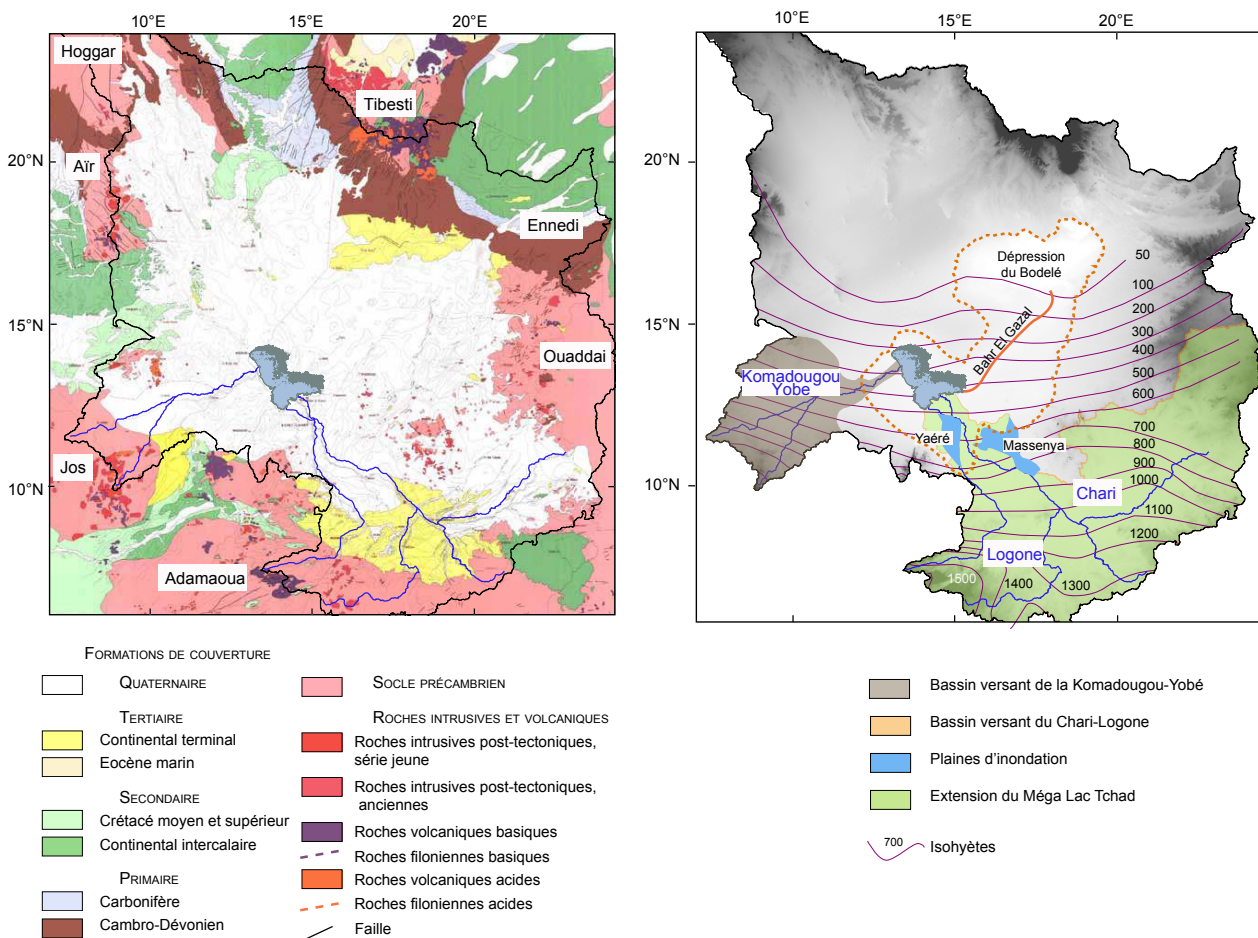 10°E 15°E 20°E
Hoggar
Tibesti
20°N
Aïr
Ennedi
15°N
Ouaddai
Jos
10°N
Adamaoua
10°E 15°E 20°E
20°N
Dépression
du Bodelé
50
100
15°N
200
300
Bahr El Gazal
400
500
Komadougou
Yobe
600
700
Yaéré
Massenya
800
900
10°N
1000
Chari
1100
1200
Logone
1500
1400
1300
FORMATIONS DE COUVERTURE
QUATERNAIRE
TERTIAIRE
Continental terminal
Eocène marin
SECONDAIRE
Crétacé moyen et supérieur
Continental intercalaire
PRIMAIRE
Carbonifère
Cambro-Dévonien
SOCLE PRÉCAMBRIEN
ROCHES INTRUSIVES ET VOLCANIQUES
Roches intrusives post-tectoniques,
série jeune
Roches intrusives post-tectoniques,
anciennes
Roches volcaniques basiques
Roches filoniennes basiques
Roches volcaniques acides
Roches filoniennes acides
Faille
Bassin versant de la Komadougou-Yobé
Bassin versant du Chari-Logone
Plaines d'inondation
Extension du Méga Lac Tchad
700
Isohyètes